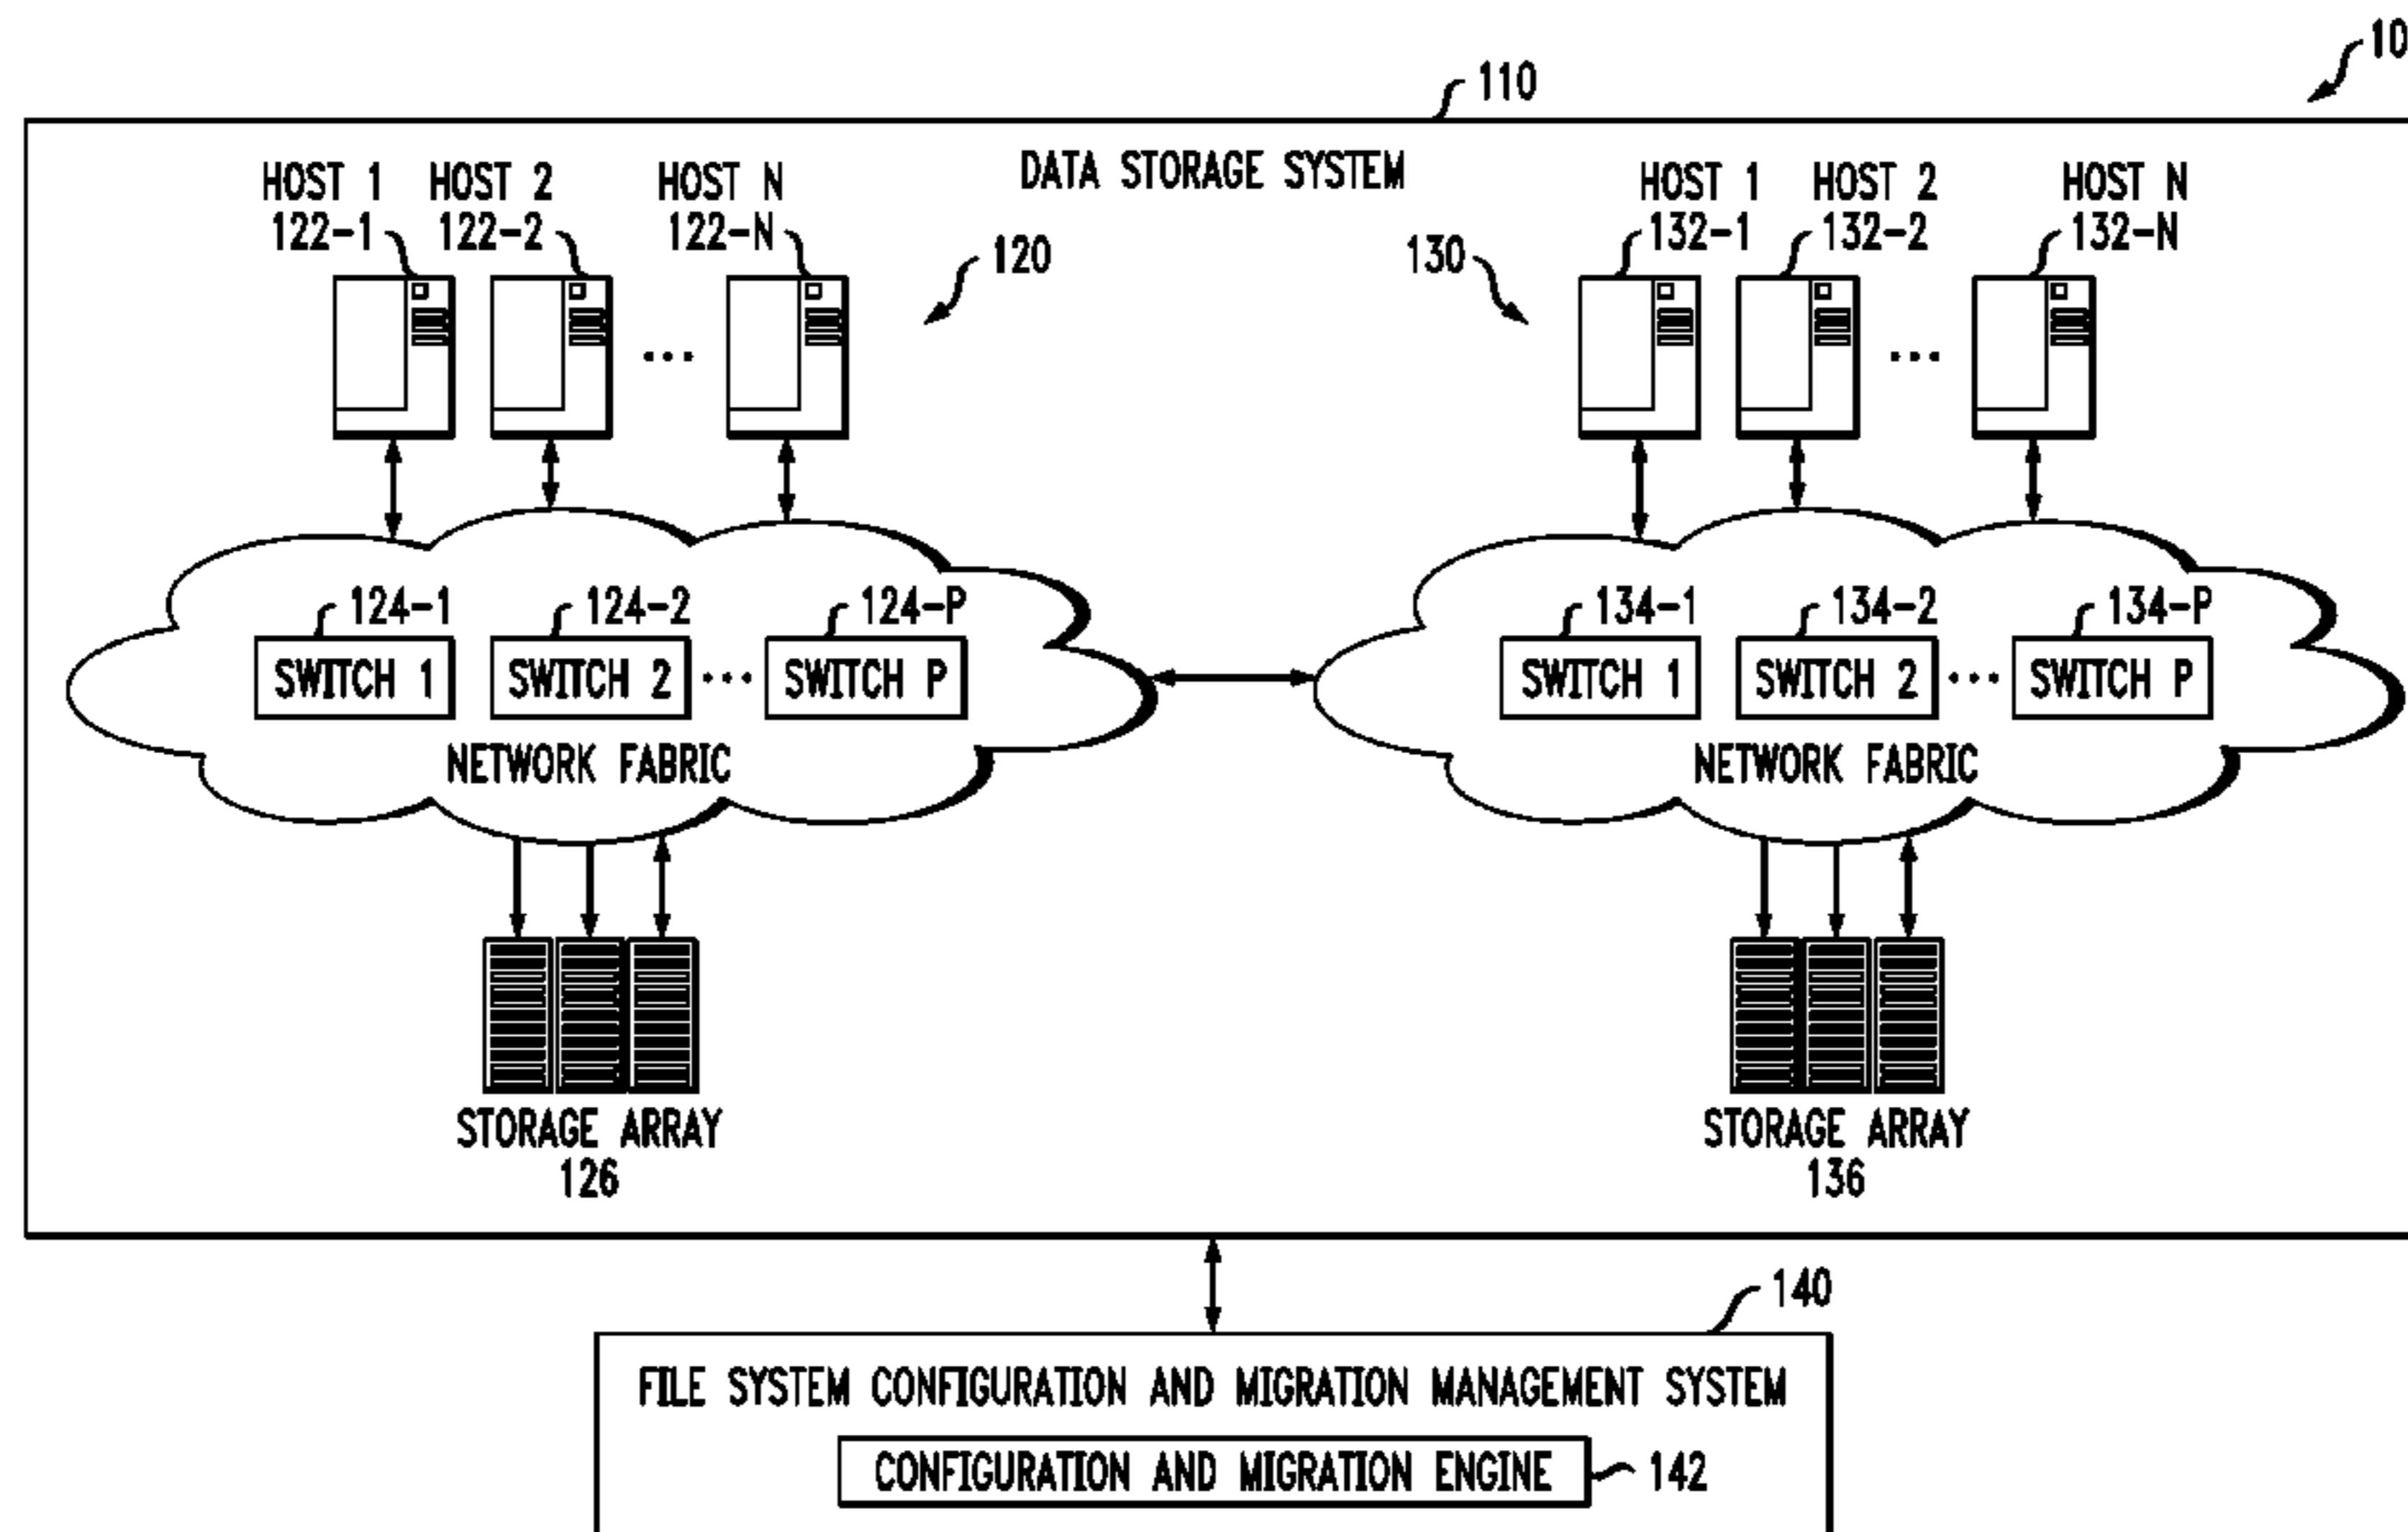 10
110
DATA STORAGE SYSTEM
HOST 1 HOST 2 HOST N
122-1 122-2 122-N
120
HOST 1 HOST 2 HOST N
132-1 132-2 132-N
130
...
...
124-1 124-2 124-P
SWITCH 1 SWITCH 2 ... SWITCH P
NETWORK FABRIC
134-1 134-2 134-P
SWITCH 1 SWITCH 2 ... SWITCH P
NETWORK FABRIC
STORAGE ARRAY
126
STORAGE ARRAY
136
140
FILE SYSTEM CONFIGURATION AND MIGRATION MANAGEMENT SYSTEM
CONFIGURATION AND MIGRATION ENGINE
142